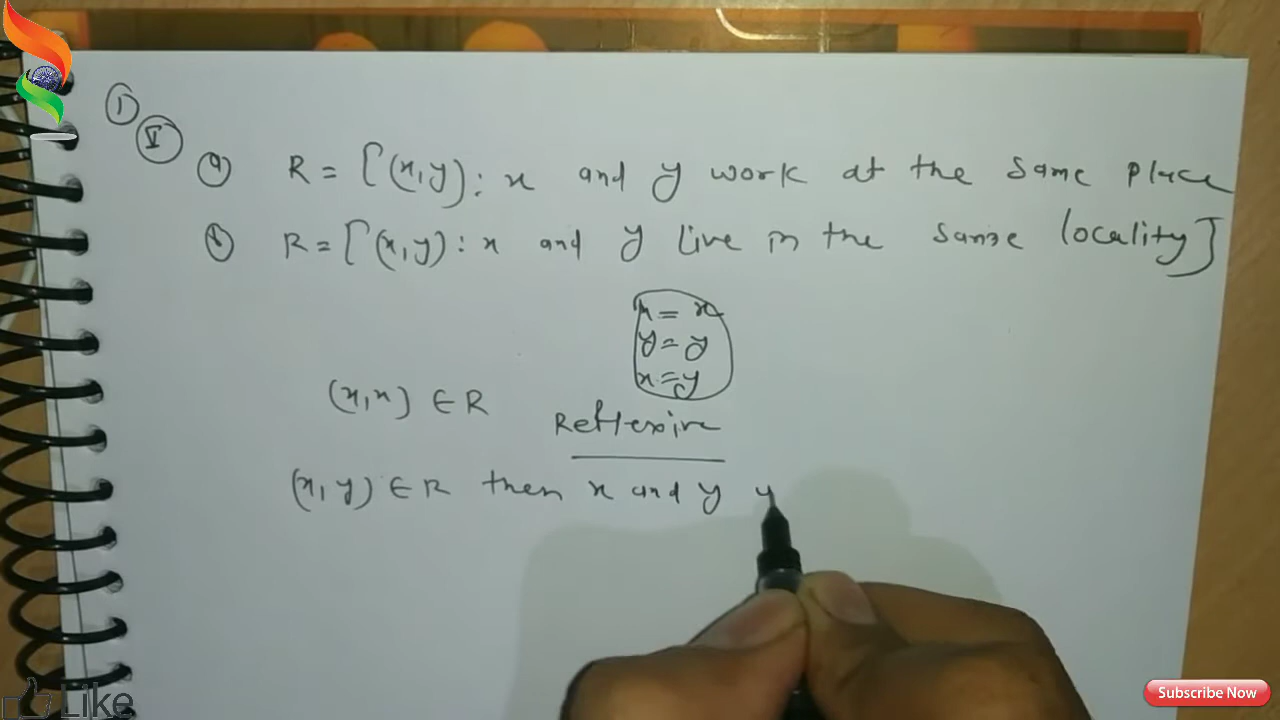 ①
Ⅴ
ⓐ R = [(x,y): x and y work at the same place
ⓑ R = [(x,y): x and y live in the same locality]
x = x
y = y
x = y
(x,x) ∈ R Reflexive
(x,y) ∈ R then x and y
Like
Subscribe Now